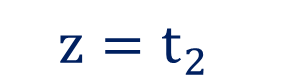 z = t₂